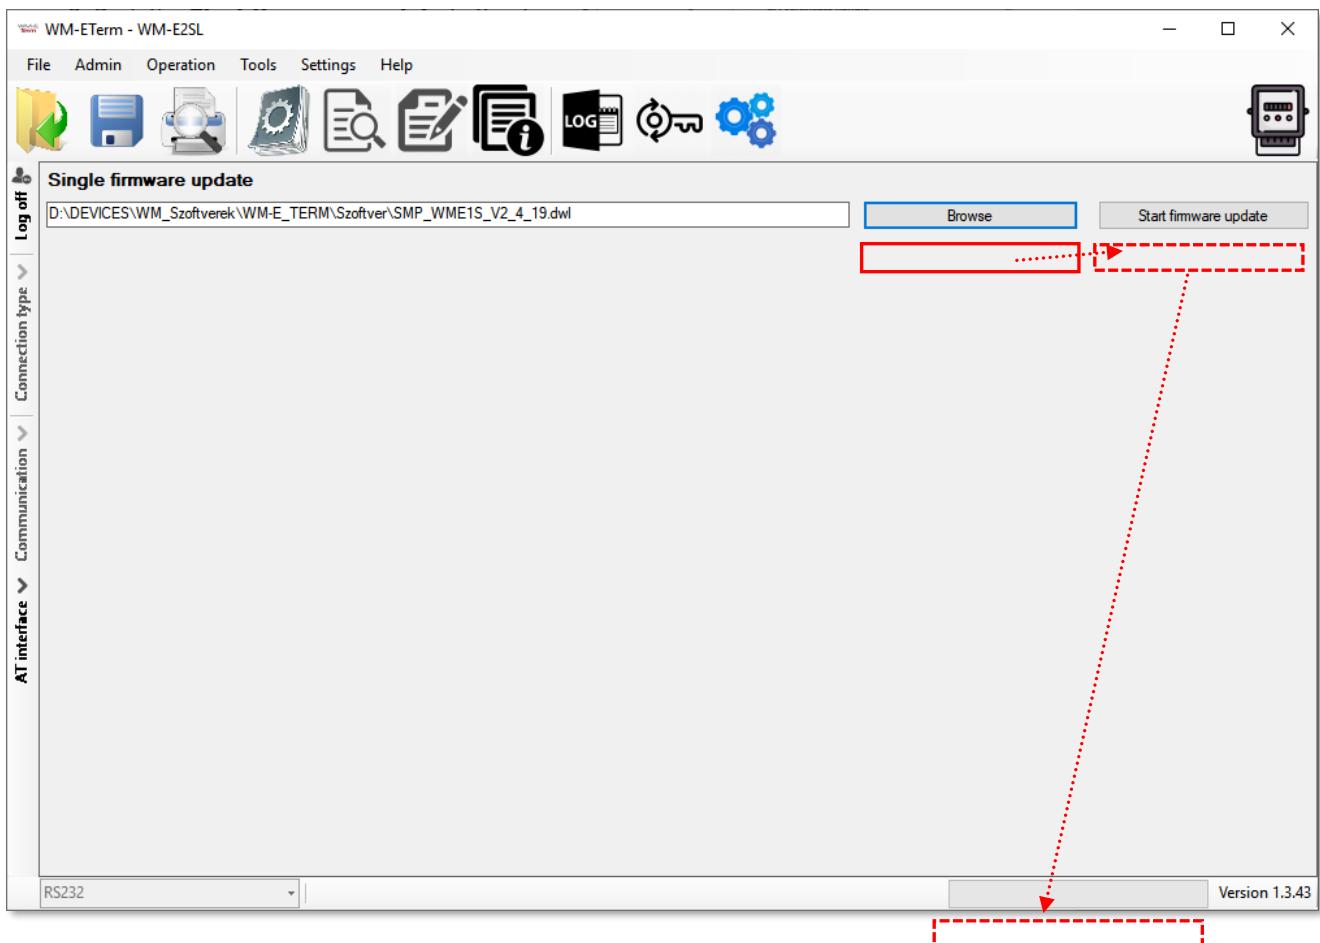 WM-ETerm - WM-E2SL
File Admin Operation Tools Settings Help
LOG
Single firmware update
D:\DEVICES\WM_Szoftverek\WM-E_TERM\Szoftver\SMP_WME1S_V2_4_19.dwl
Browse
Start firmware update
Log off
Connection type
Communication
AT interface
RS232
Version 1.3.43